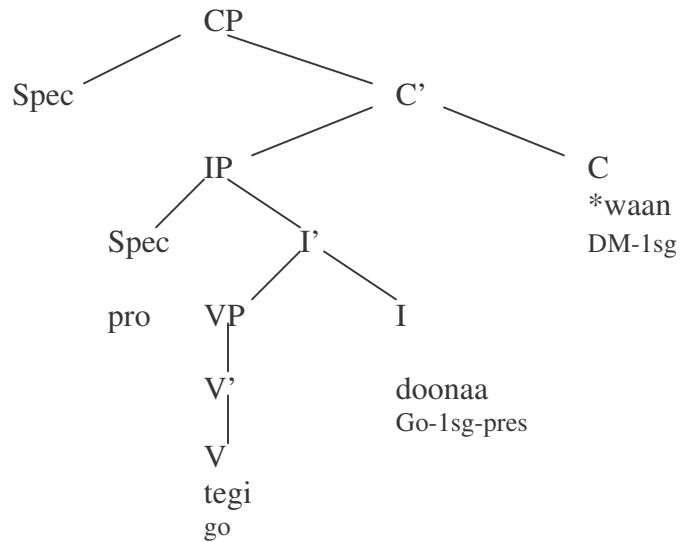 CP
Spec C’
IP C
*waan
Spec I’ DM-1sg
pro VP I
V’ doonaa
Go-1sg-pres
V
tegi
go